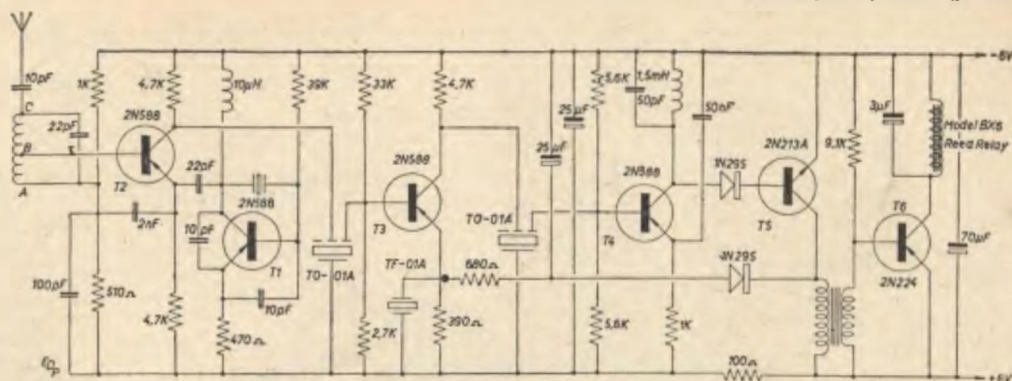 -6V
10pF
1K
4,7K
10µH
39K
33K
4,7K
5,6K
1,5mH
50pF
50nF
3µF
Model BX6
Reed Relay
C
22pF
B
A
2N588
T2
22pF
2N588
10pF
T1
10pF
2nF
100pF
510Ω
4,7K
470Ω
TO-01A
2,7K
2N588
T3
TF-01A
680Ω
390Ω
TO-01A
25µF
25µF
2N588
T4
5,6K
1K
1N295
2N213A
T5
1N295
9,1K
T6
2N224
70µF
100Ω
+6V